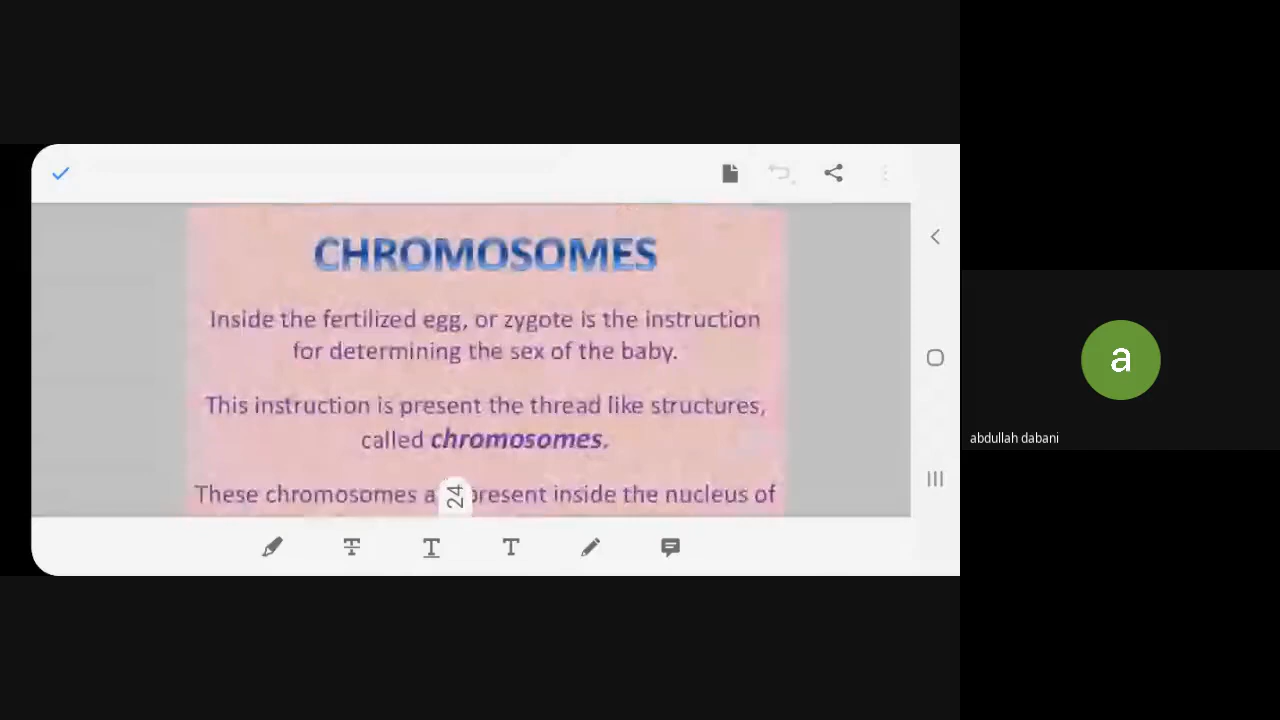 CHROMOSOMES
Inside the fertilized egg, or zygote is the instruction
for determining the sex of the baby.
This instruction is present the thread like structures,
called chromosomes.
These chromosomes a present inside the nucleus of
24
a
abdullah dabani